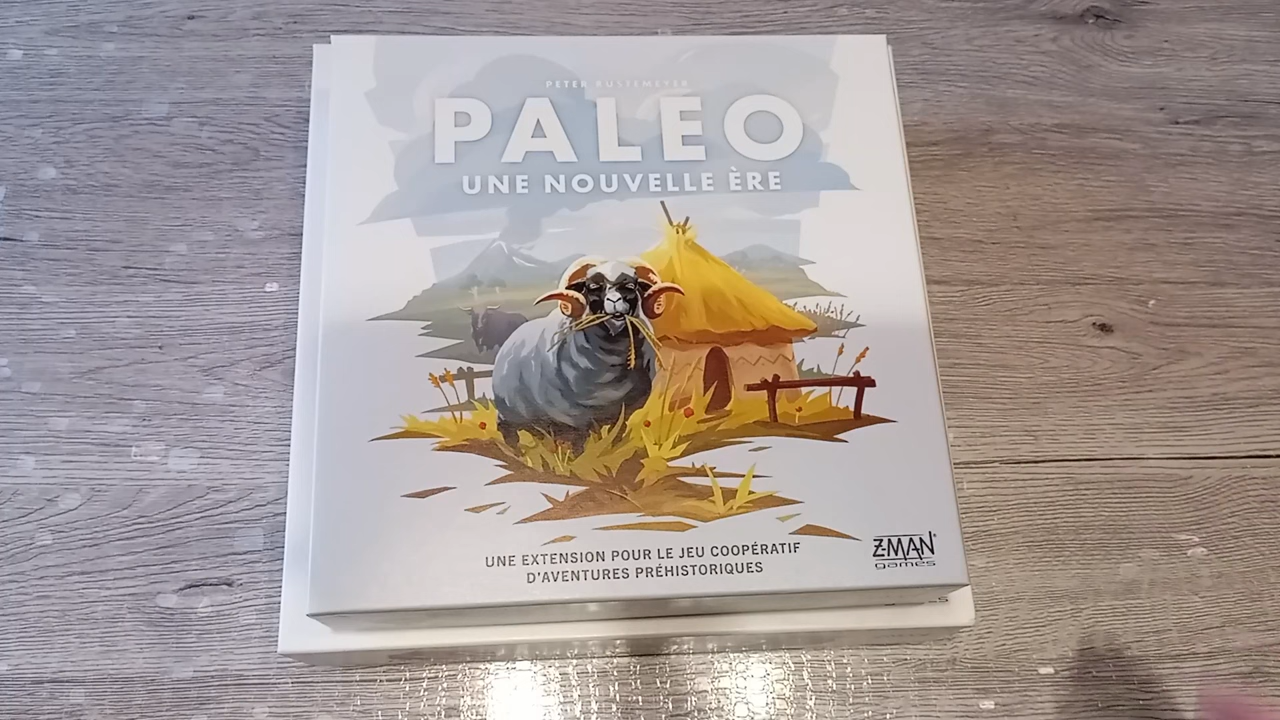 PETER RUSTEMEYER
PALEO
UNE NOUVELLE ÈRE
UNE EXTENSION POUR LE JEU COOPÉRATIF
D'AVENTURES PRÉHISTORIQUES
Z-MAN
games